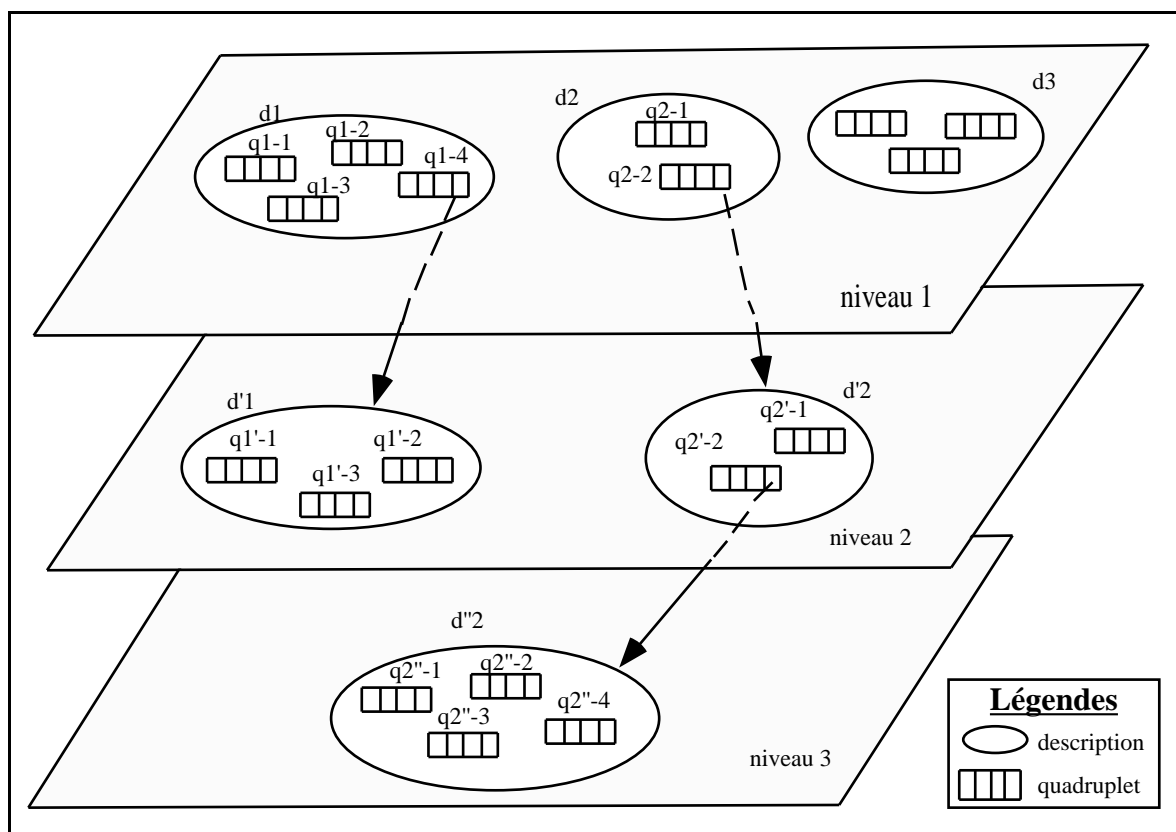 d1
q1-1
q1-2
q1-3
q1-4
d2
q2-1
q2-2
d3
niveau 1
d'1
q1'-1
q1'-2
q1'-3
d'2
q2'-1
q2'-2
niveau 2
d"2
q2"-1
q2"-2
q2"-3
q2"-4
niveau 3
Légendes
description
quadruplet